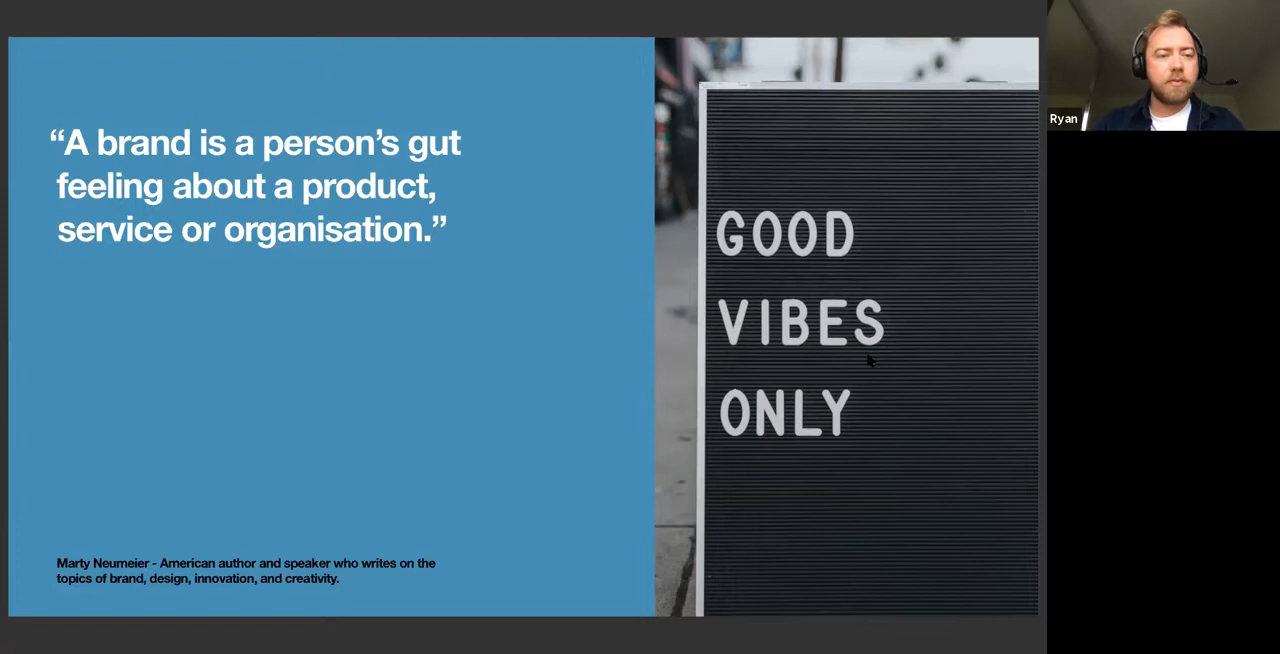 “A brand is a person’s gut
feeling about a product,
service or organisation.”
Marty Neumeier - American author and speaker who writes on the
topics of brand, design, innovation, and creativity.
GOOD
VIBES
ONLY
Ryan